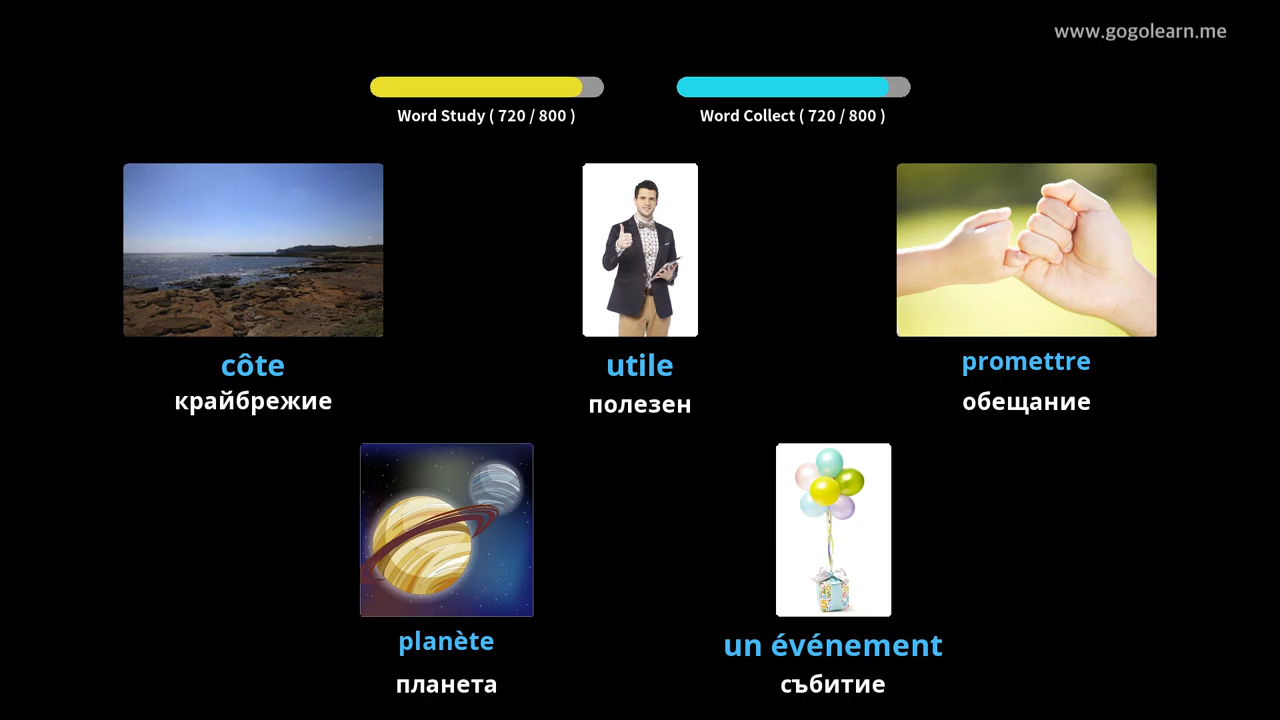 www.gogolearn.me
Word Study ( 720 / 800 )
Word Collect ( 720 / 800 )
côte
крайбрежие
utile
полезен
promettre
обещание
planète
планета
un événement
събитие